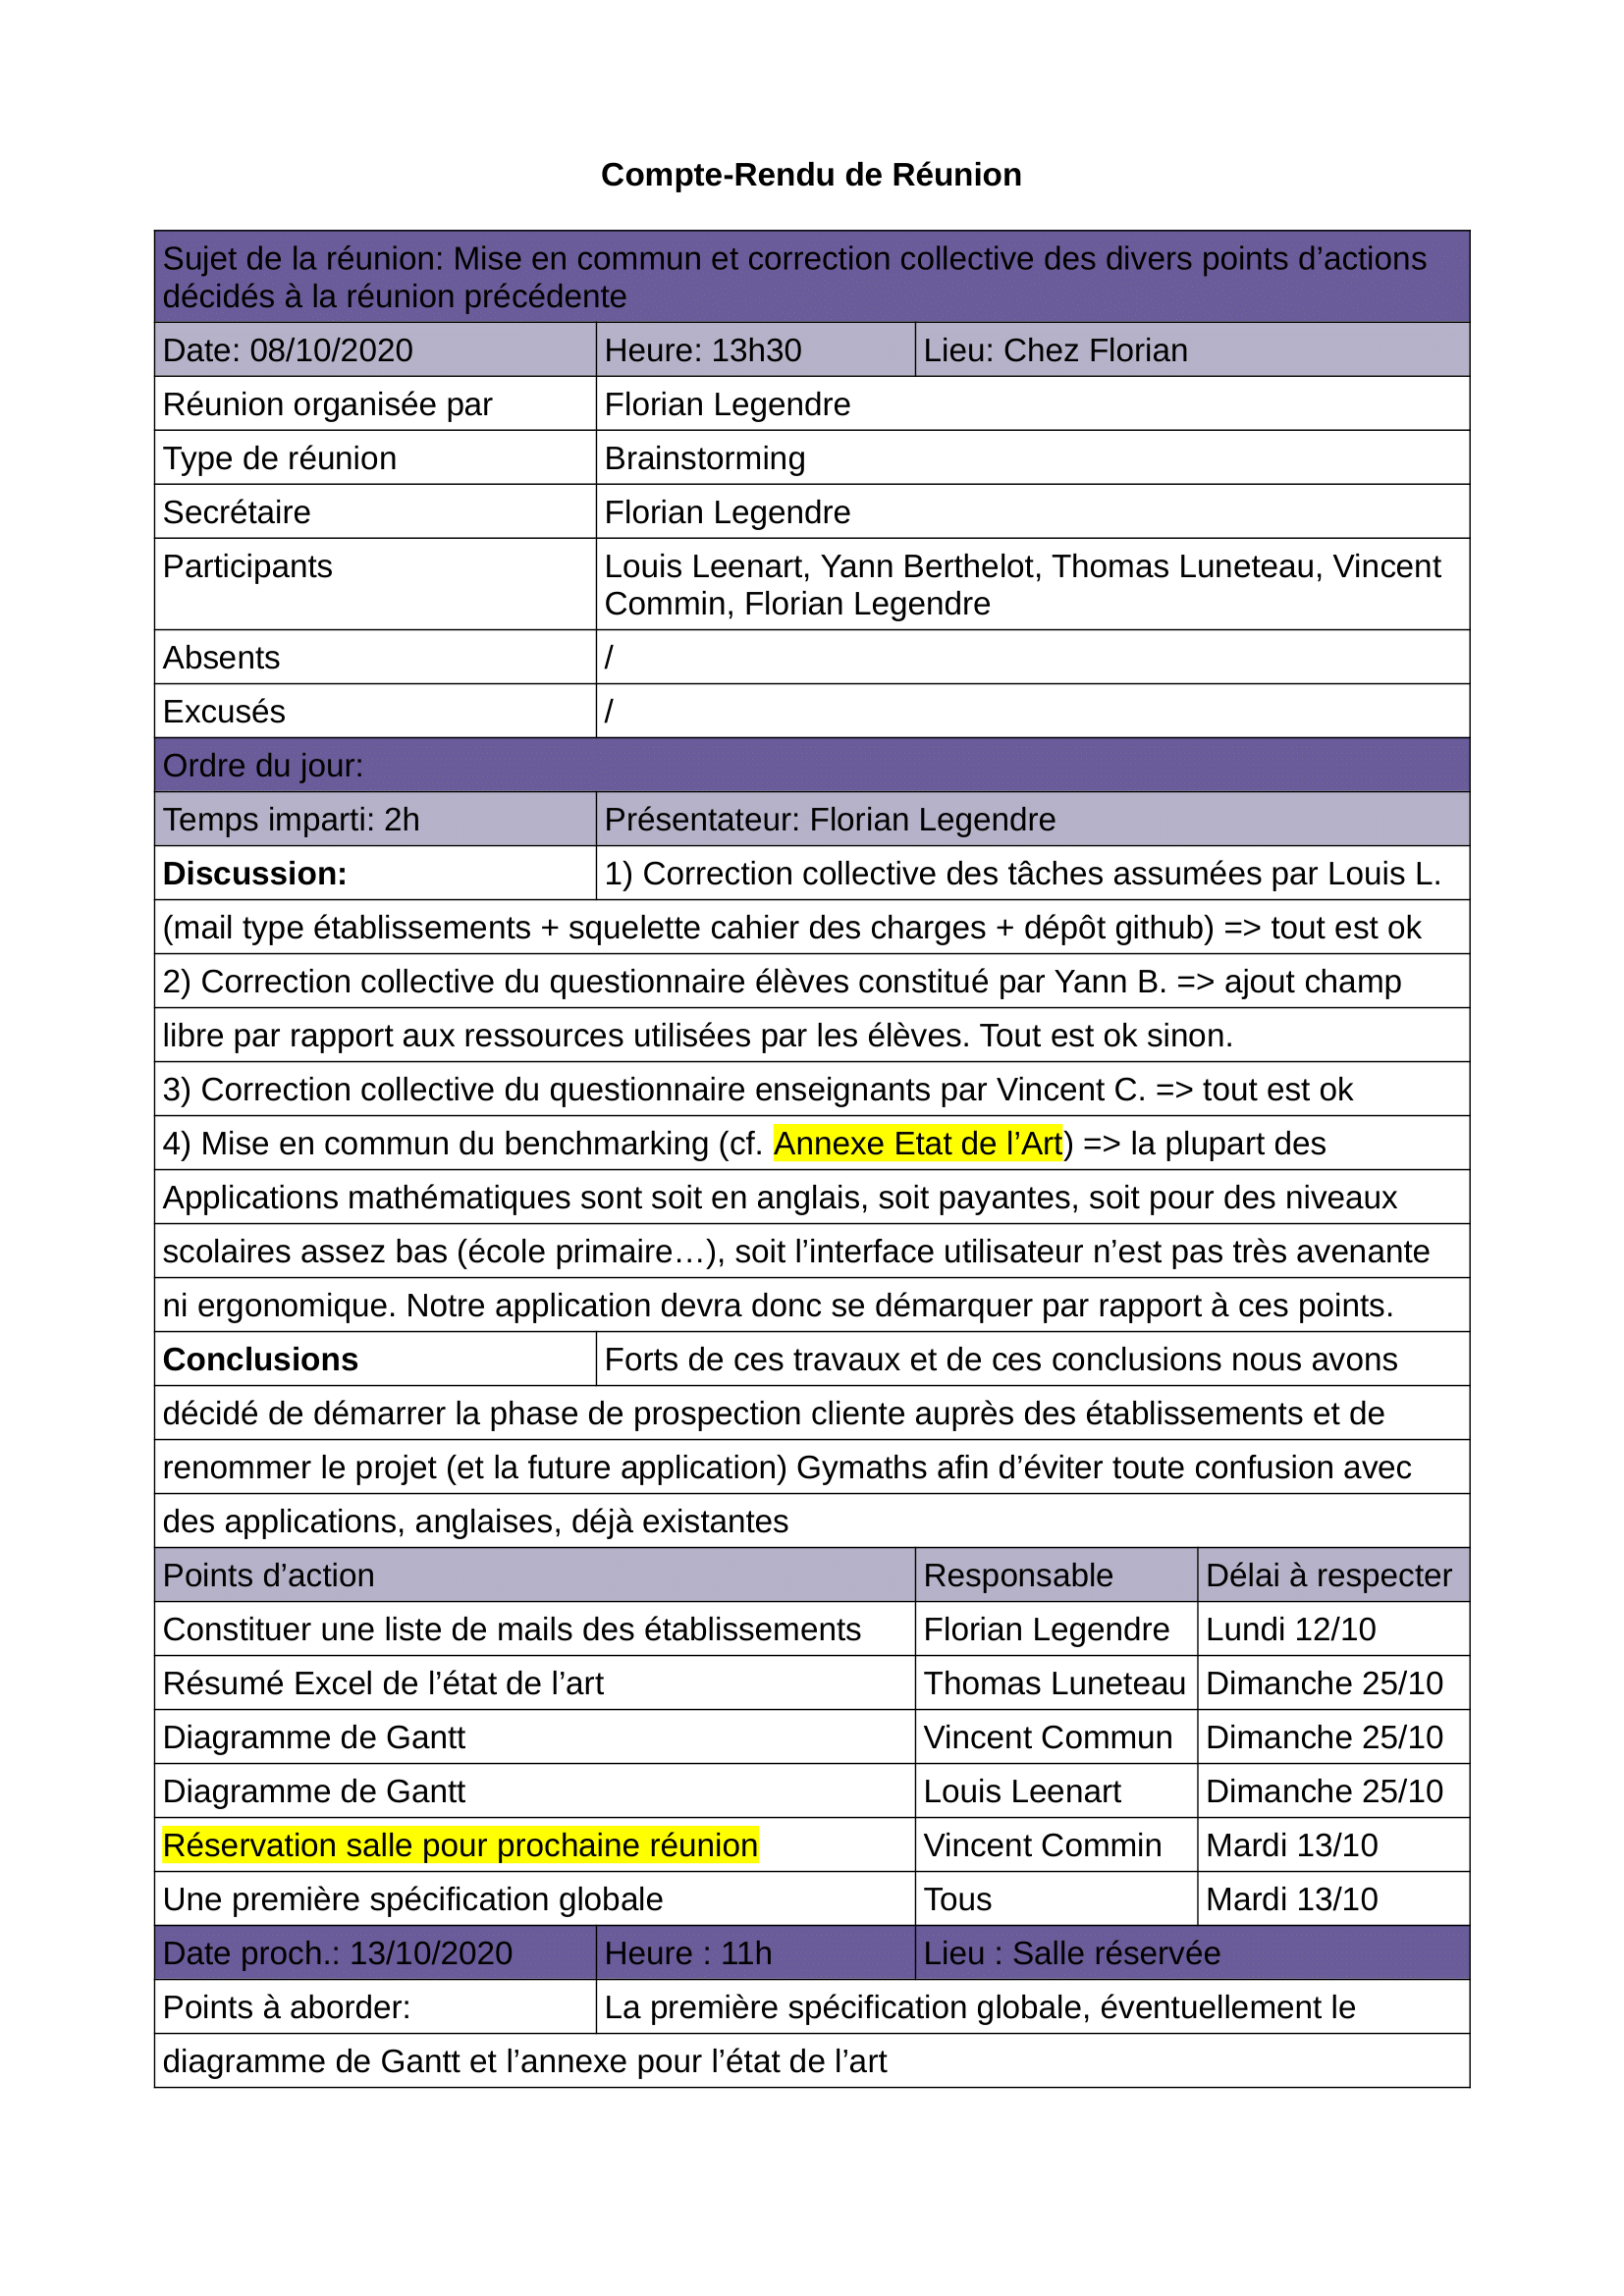 Compte-Rendu de Réunion
Sujet de la réunion: Mise en commun et correction collective des divers points d’actions
décidés à la réunion précédente
Date: 08/10/2020 Heure: 13h30 Lieu: Chez Florian
Réunion organisée par Florian Legendre
Type de réunion Brainstorming
Secrétaire Florian Legendre
Participants Louis Leenart, Yann Berthelot, Thomas Luneteau, Vincent
Commin, Florian Legendre
Absents /
Excusés /
Ordre du jour:
Temps imparti: 2h Présentateur: Florian Legendre
Discussion: 1) Correction collective des tâches assumées par Louis L.
(mail type établissements + squelette cahier des charges + dépôt github) => tout est ok
2) Correction collective du questionnaire élèves constitué par Yann B. => ajout champ
libre par rapport aux ressources utilisées par les élèves. Tout est ok sinon.
3) Correction collective du questionnaire enseignants par Vincent C. => tout est ok
4) Mise en commun du benchmarking (cf. Annexe Etat de l’Art) => la plupart des
Applications mathématiques sont soit en anglais, soit payantes, soit pour des niveaux
scolaires assez bas (école primaire…), soit l’interface utilisateur n’est pas très avenante
ni ergonomique. Notre application devra donc se démarquer par rapport à ces points.
Conclusions Forts de ces travaux et de ces conclusions nous avons
décidé de démarrer la phase de prospection cliente auprès des établissements et de
renommer le projet (et la future application) Gymaths afin d’éviter toute confusion avec
des applications, anglaises, déjà existantes
Points d’action Responsable Délai à respecter
Constituer une liste de mails des établissements Florian Legendre Lundi 12/10
Résumé Excel de l’état de l’art Thomas Luneteau Dimanche 25/10
Diagramme de Gantt Vincent Commun Dimanche 25/10
Diagramme de Gantt Louis Leenart Dimanche 25/10
Réservation salle pour prochaine réunion Vincent Commin Mardi 13/10
Une première spécification globale Tous Mardi 13/10
Date proch.: 13/10/2020 Heure : 11h Lieu : Salle réservée
Points à aborder: La première spécification globale, éventuellement le
diagramme de Gantt et l’annexe pour l’état de l’art